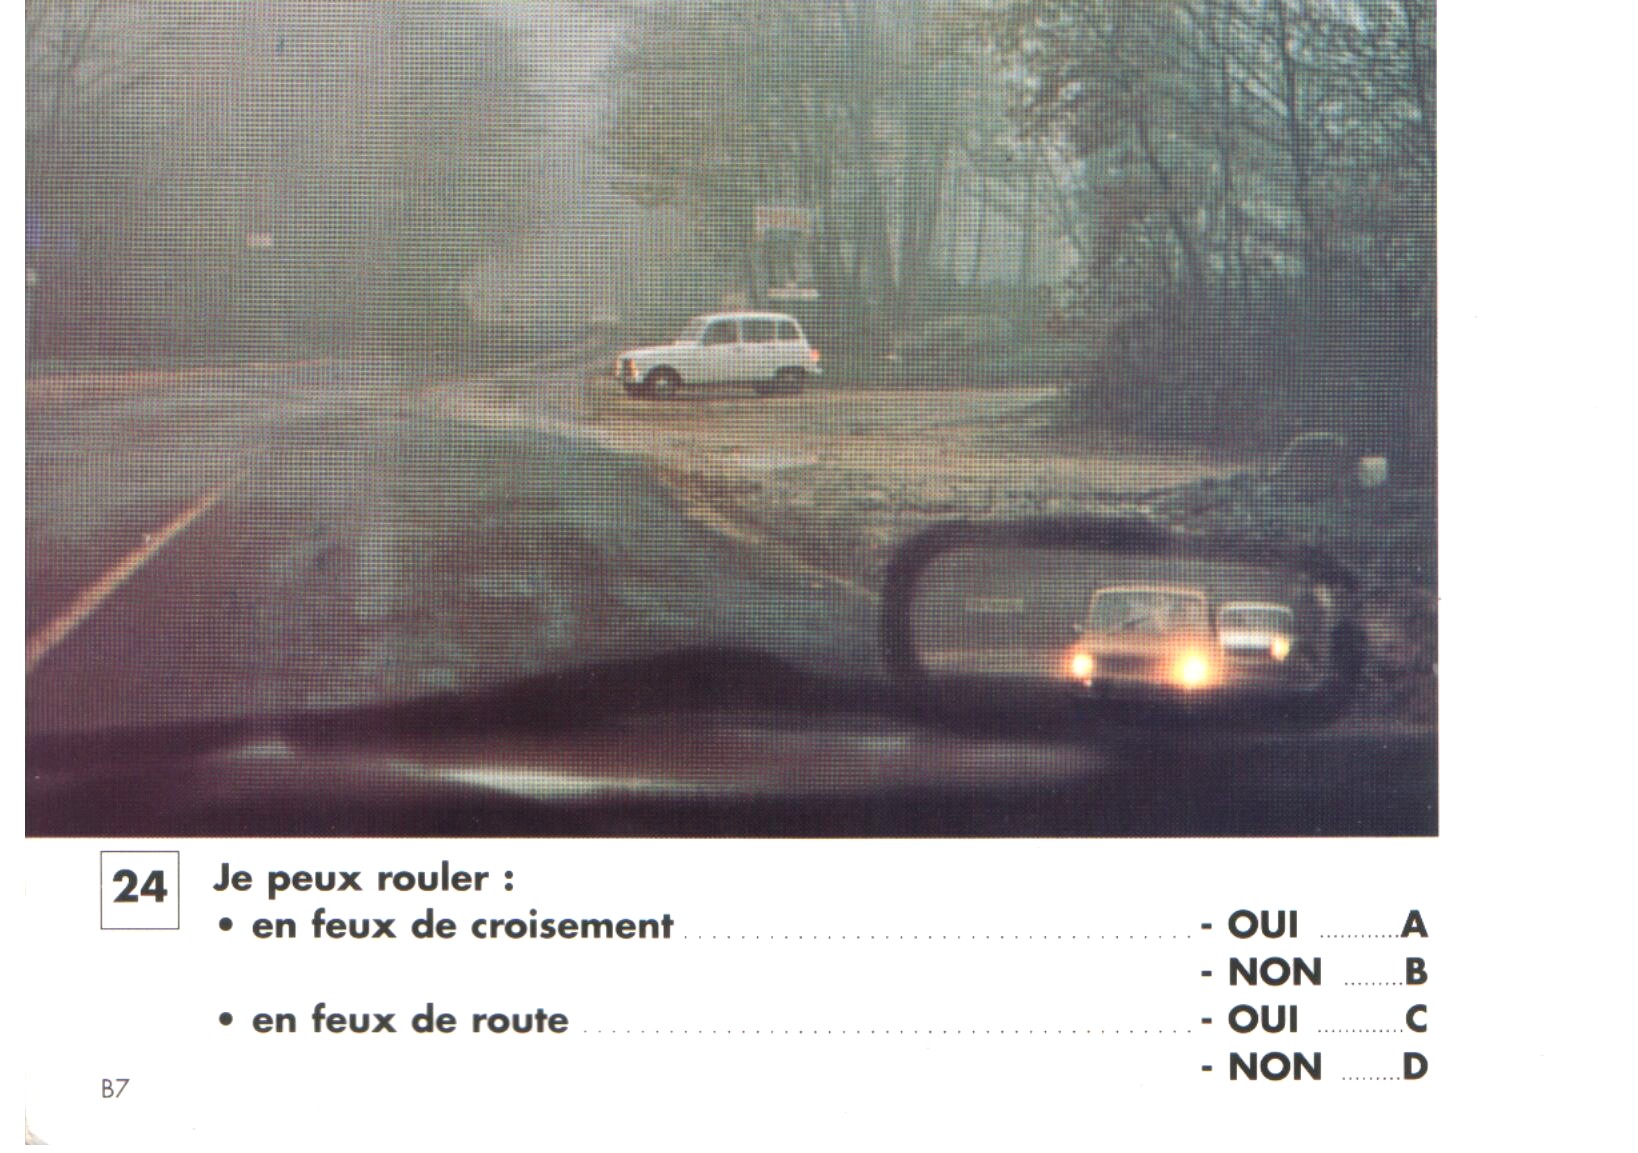 24 Je peux rouler :
• en feux de croisement - OUI A
- NON B
• en feux de route - OUI C
- NON D
B7